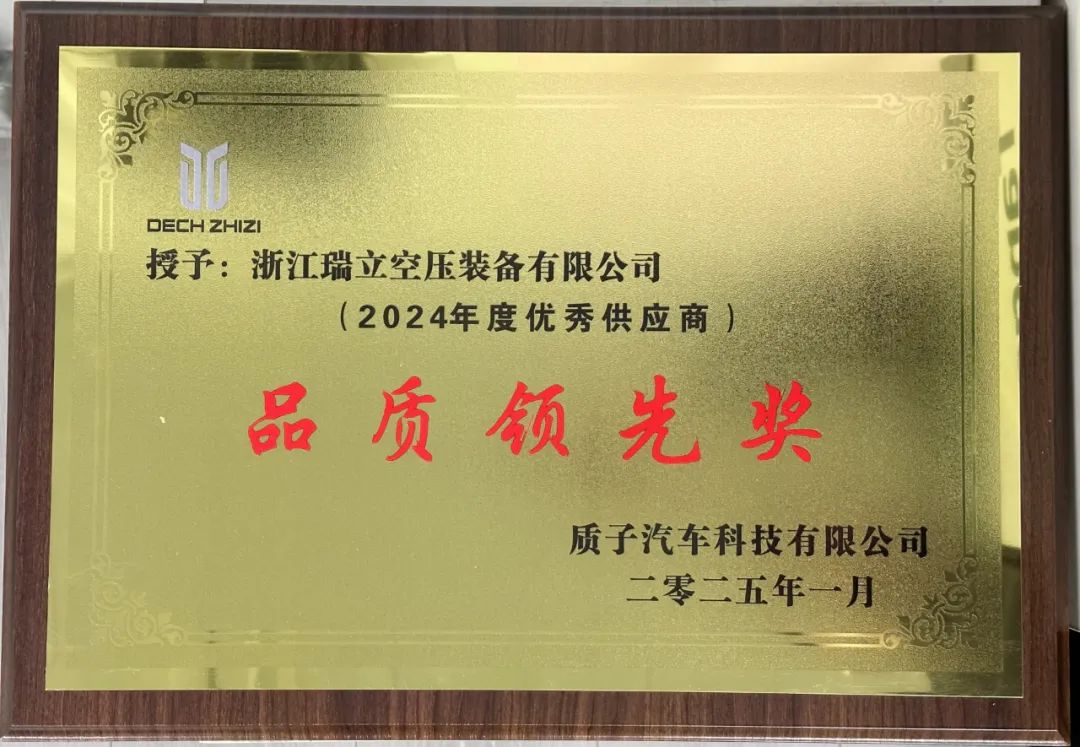 DECH ZHIZI
授予：浙江瑞立空压装备有限公司
（2024年度优秀供应商）
品质领先奖
质子汽车科技有限公司
二零二五年一月